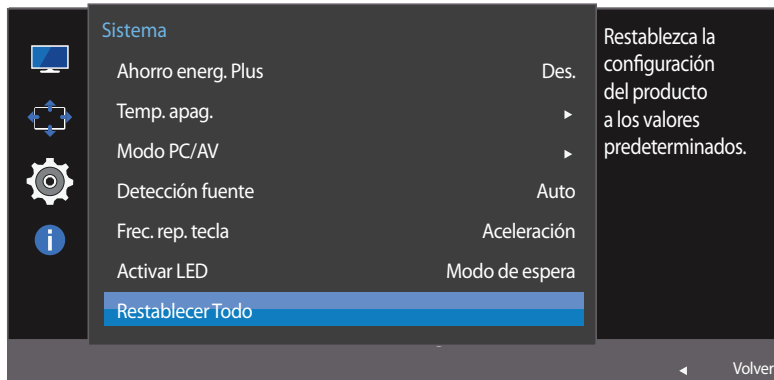 Sistema
Ahorro energ. Plus Des.
Temp. apag. ▸
Modo PC/AV ▸
Detección fuente Auto
Frec. rep. tecla Aceleración
Activar LED Modo de espera
Restablecer Todo
Restablezca la
configuración
del producto
a los valores
predeterminados.
◂ Volver